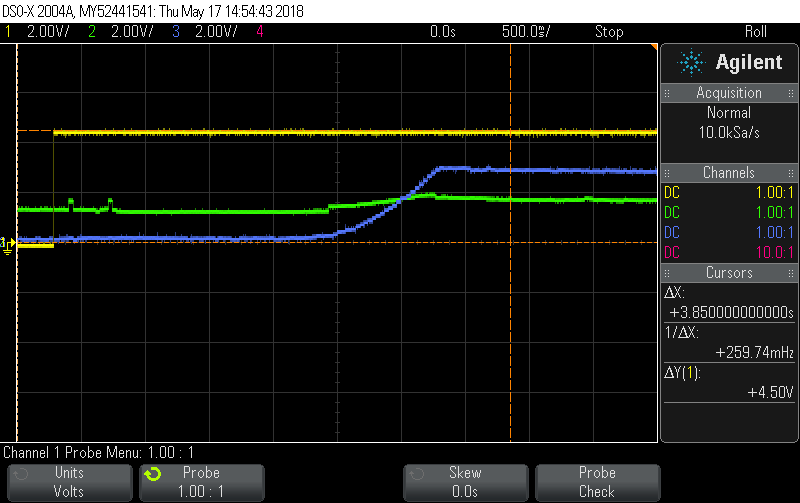 DSO-X 2004A, MY52441541: Thu May 17 14:54:43 2018
1 2.00V/ 2 2.00V/ 3 2.00V/ 4 0.0s 500.0ms/ Stop Roll
Agilent
Acquisition
Normal
10.0kSa/s
Channels
DC 1.00:1
DC 1.00:1
DC 1.00:1
DC 10.0:1
Cursors
ΔX:
+3.850000000000s
1/ΔX:
+259.74mHz
ΔY(1):
+4.50V
Channel 1 Probe Menu: 1.00 : 1
Units
Volts
Probe
1.00 : 1
Skew
0.0s
Probe
Check